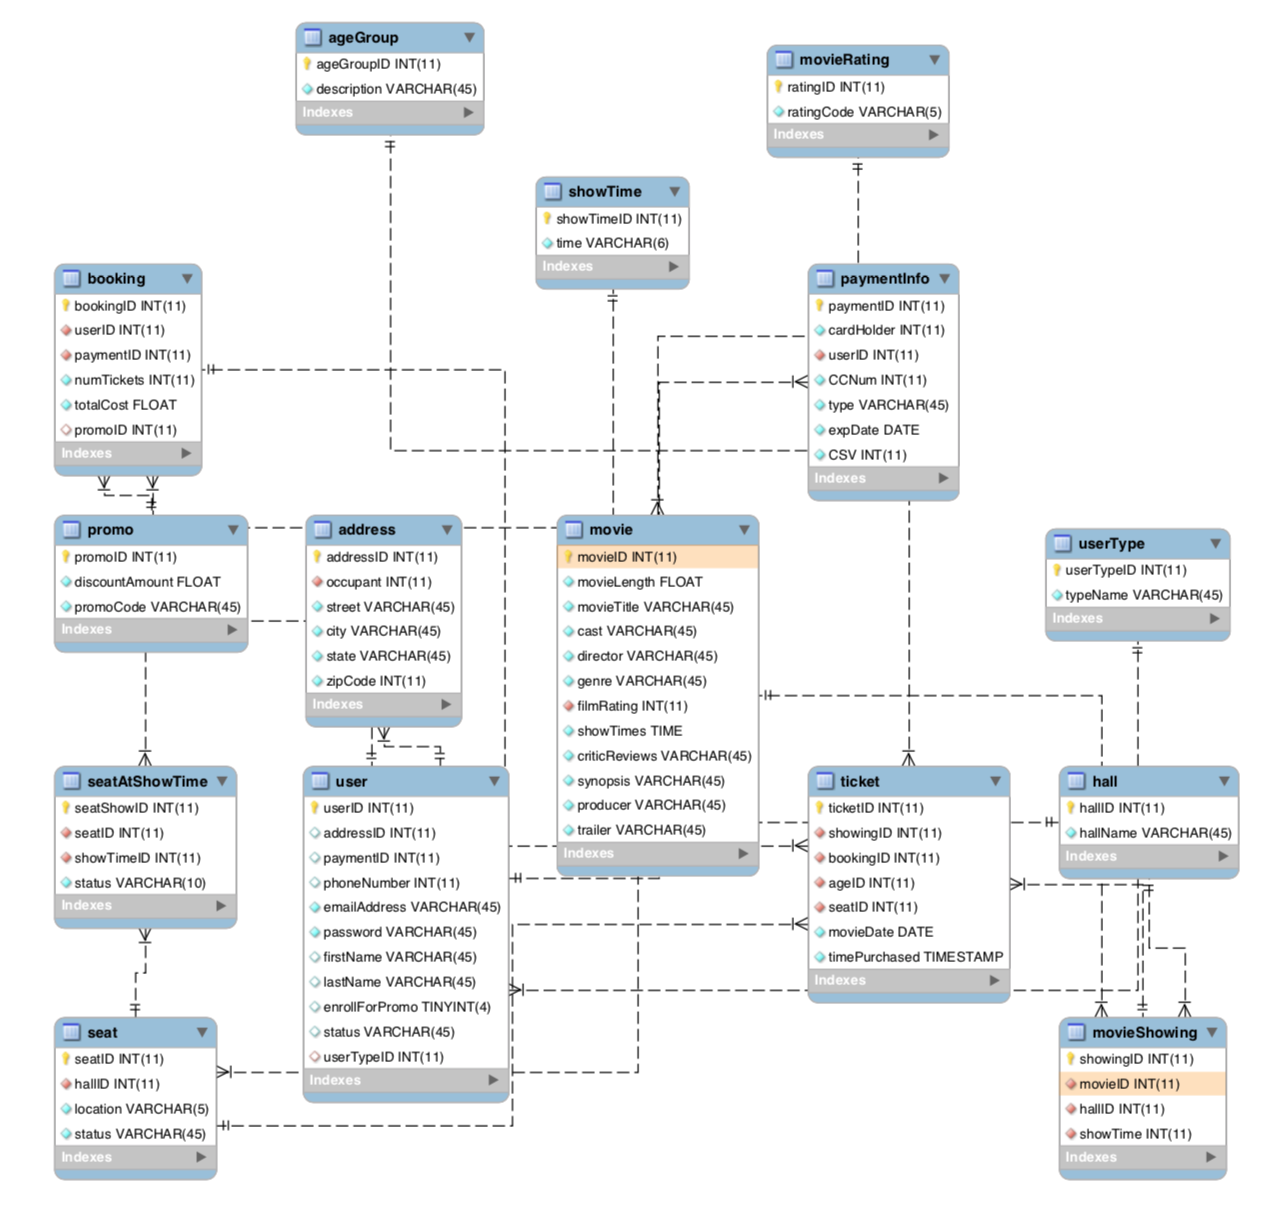 ageGroup
ageGroupID INT(11)
description VARCHAR(45)
Indexes
movieRating
ratingID INT(11)
ratingCode VARCHAR(5)
Indexes
showTime
showTimeID INT(11)
time VARCHAR(6)
Indexes
booking
bookingID INT(11)
userID INT(11)
paymentID INT(11)
numTickets INT(11)
totalCost FLOAT
promoID INT(11)
Indexes
paymentInfo
paymentID INT(11)
cardHolder INT(11)
userID INT(11)
CCNum INT(11)
type VARCHAR(45)
expDate DATE
CSV INT(11)
Indexes
promo
promoID INT(11)
discountAmount FLOAT
promoCode VARCHAR(45)
Indexes
address
addressID INT(11)
occupant INT(11)
street VARCHAR(45)
city VARCHAR(45)
state VARCHAR(45)
zipCode INT(11)
Indexes
movie
movieID INT(11)
movieLength FLOAT
movieTitle VARCHAR(45)
cast VARCHAR(45)
director VARCHAR(45)
genre VARCHAR(45)
filmRating INT(11)
showTimes TIME
criticReviews VARCHAR(45)
synopsis VARCHAR(45)
producer VARCHAR(45)
trailer VARCHAR(45)
Indexes
userType
userTypeID INT(11)
typeName VARCHAR(45)
Indexes
seatAtShowTime
seatShowID INT(11)
seatID INT(11)
showTimeID INT(11)
status VARCHAR(10)
Indexes
user
userID INT(11)
addressID INT(11)
paymentID INT(11)
phoneNumber INT(11)
emailAddress VARCHAR(45)
password VARCHAR(45)
firstName VARCHAR(45)
lastName VARCHAR(45)
enrollForPromo TINYINT(4)
status VARCHAR(45)
userTypeID INT(11)
Indexes
ticket
ticketID INT(11)
showingID INT(11)
bookingID INT(11)
ageID INT(11)
seatID INT(11)
movieDate DATE
timePurchased TIMESTAMP
Indexes
hall
hallID INT(11)
hallName VARCHAR(45)
Indexes
seat
seatID INT(11)
hallID INT(11)
location VARCHAR(5)
status VARCHAR(45)
Indexes
movieShowing
showingID INT(11)
movieID INT(11)
hallID INT(11)
showTime INT(11)
Indexes